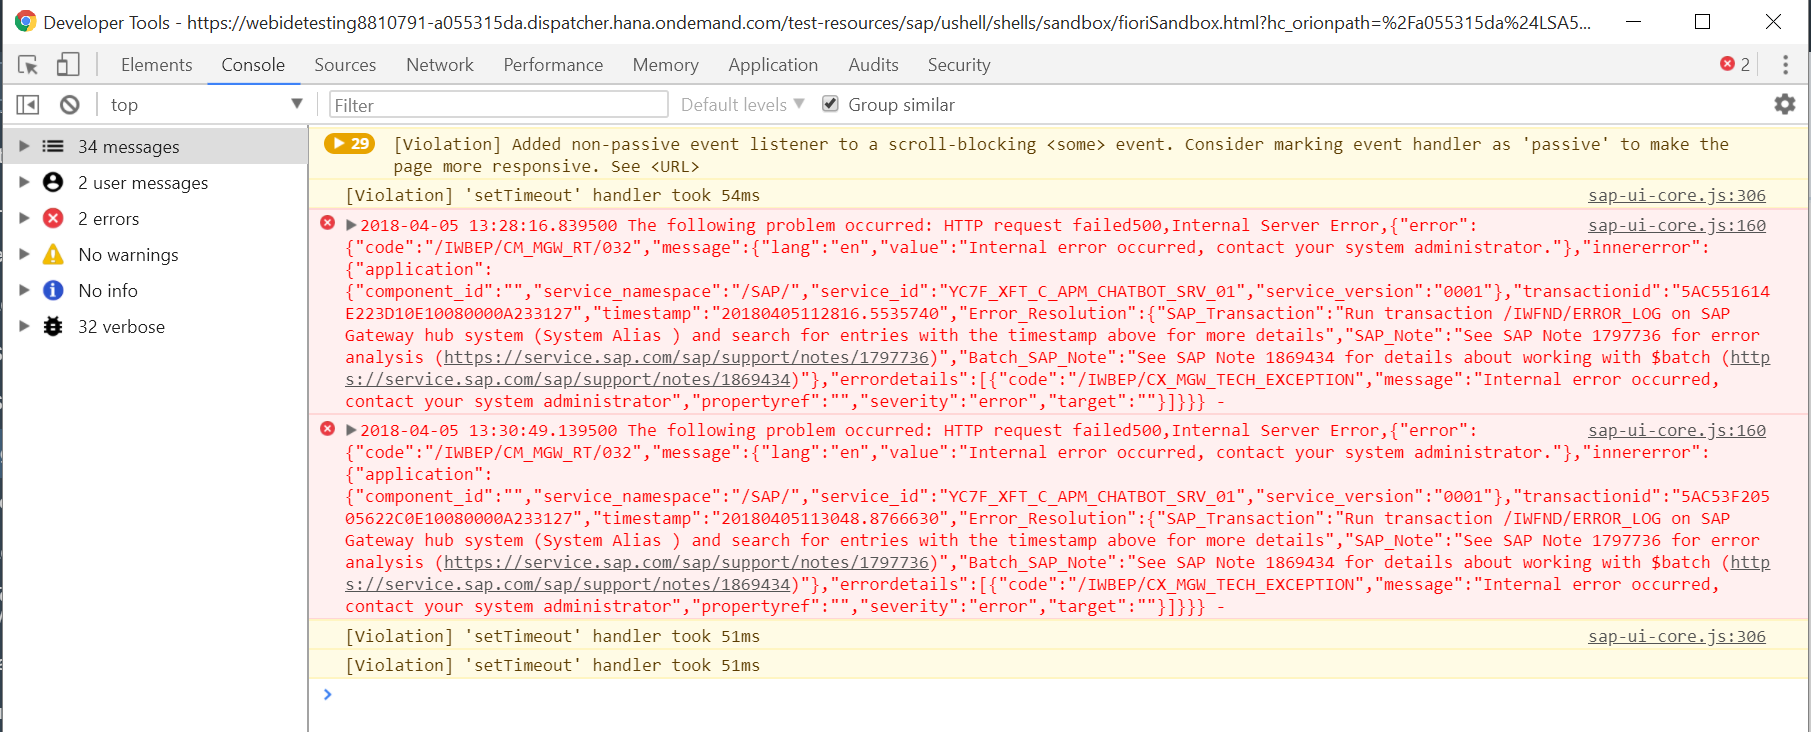 Developer Tools - https://webidetesting8810791-a055315da.dispatcher.hana.ondemand.com/test-resources/sap/ushell/shells/sandbox/fioriSandbox.html?hc_orionpath=%2Fa055315da%24LSA5...
Elements Console Sources Network Performance Memory Application Audits Security 2
top Filter Default levels Group similar
34 messages
2 user messages
2 errors
No warnings
No info
32 verbose
29 [Violation] Added non-passive event listener to a scroll-blocking <some> event. Consider marking event handler as 'passive' to make the
page more responsive. See <URL>
[Violation] 'setTimeout' handler took 54ms sap-ui-core.js:306
2018-04-05 13:28:16.839500 The following problem occurred: HTTP request failed500,Internal Server Error,{"error": sap-ui-core.js:160
{"code":"/IWBEP/CM_MGW_RT/032","message":{"lang":"en","value":"Internal error occurred, contact your system administrator."},"innererror":
{"application":
{"component_id":"","service_namespace":"/SAP/","service_id":"YC7F_XFT_C_APM_CHATBOT_SRV_01","service_version":"0001"},"transactionid":"5AC551614
E223D10E10080000A233127","timestamp":"20180405112816.5535740","Error_Resolution":{"SAP_Transaction":"Run transaction /IWFND/ERROR_LOG on SAP
Gateway hub system (System Alias ) and search for entries with the timestamp above for more details","SAP_Note":"See SAP Note 1797736 for error
analysis (https://service.sap.com/sap/support/notes/1797736)","Batch_SAP_Note":"See SAP Note 1869434 for details about working with $batch (http
s://service.sap.com/sap/support/notes/1869434)"},"errordetails":[{"code":"/IWBEP/CX_MGW_TECH_EXCEPTION","message":"Internal error occurred,
contact your system administrator","propertyref":"","severity":"error","target":""}]}}} -
2018-04-05 13:30:49.139500 The following problem occurred: HTTP request failed500,Internal Server Error,{"error": sap-ui-core.js:160
{"code":"/IWBEP/CM_MGW_RT/032","message":{"lang":"en","value":"Internal error occurred, contact your system administrator."},"innererror":
{"application":
{"component_id":"","service_namespace":"/SAP/","service_id":"YC7F_XFT_C_APM_CHATBOT_SRV_01","service_version":"0001"},"transactionid":"5AC53F205
05622C0E10080000A233127","timestamp":"20180405113048.8766630","Error_Resolution":{"SAP_Transaction":"Run transaction /IWFND/ERROR_LOG on SAP
Gateway hub system (System Alias ) and search for entries with the timestamp above for more details","SAP_Note":"See SAP Note 1797736 for error
analysis (https://service.sap.com/sap/support/notes/1797736)","Batch_SAP_Note":"See SAP Note 1869434 for details about working with $batch (http
s://service.sap.com/sap/support/notes/1869434)"},"errordetails":[{"code":"/IWBEP/CX_MGW_TECH_EXCEPTION","message":"Internal error occurred,
contact your system administrator","propertyref":"","severity":"error","target":""}]}}} -
[Violation] 'setTimeout' handler took 51ms sap-ui-core.js:306
[Violation] 'setTimeout' handler took 51ms